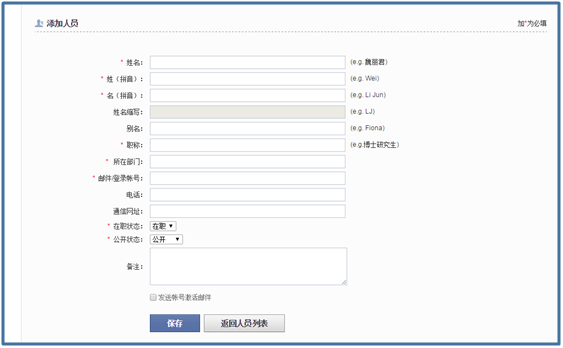 添加人员 加*为必填
* 姓名: (e.g. 魏丽君)
* 姓（拼音）: (e.g. Wei)
* 名（拼音）: (e.g. Li Jun)
姓名缩写: (e.g. LJ)
别名: (e.g. Fiona)
* 职称: (e.g.博士研究生)
* 所在部门:
* 邮件/登录帐号:
电话:
通信网址:
* 在职状态: 在职
* 公开状态: 公开
备注:
发送帐号激活邮件
保存 返回人员列表